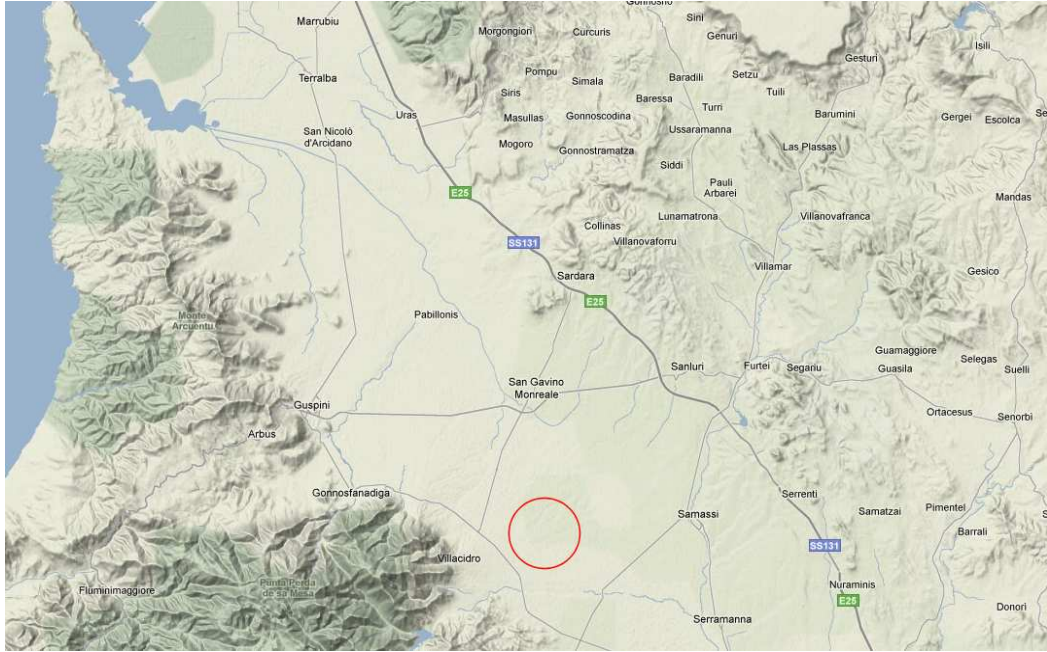 Gonnosno
Sini
Marrubiu
Morgongiori
Curcuris
Genuri
Isili
Gesturi
Pompu
Simala
Baradili
Setzu
Terralba
Siris
Baressa
Turri
Tuili
Barumini
Uras
Masullas
Gonnoscodina
Gergei
Escolca
San Nicolò
d'Arcidano
Ussaramanna
Mogoro
Gonnostramatza
Las Plassas
Siddi
E25
Pauli
Arbarei
Mandas
Lunamatrona
Villanovafranca
Collinas
SS131
Villanovaforru
Villamar
Sardara
Gesico
E25
Monte
Arcuentu
Pabillonis
Guamaggiore
Selegas
Sanluri
Furtei
Segariu
Guasila
Suelli
San Gavino
Monreale
Guspini
Ortacesus
Senorbi
Arbus
Gonnosfanadiga
Serrenti
Samassi
Samatzai
Pimentel
Barrali
SS131
Villacidro
Punta Perda
de sa Mesa
Fluminimaggiore
Nuraminis
E25
Donori
Serramanna